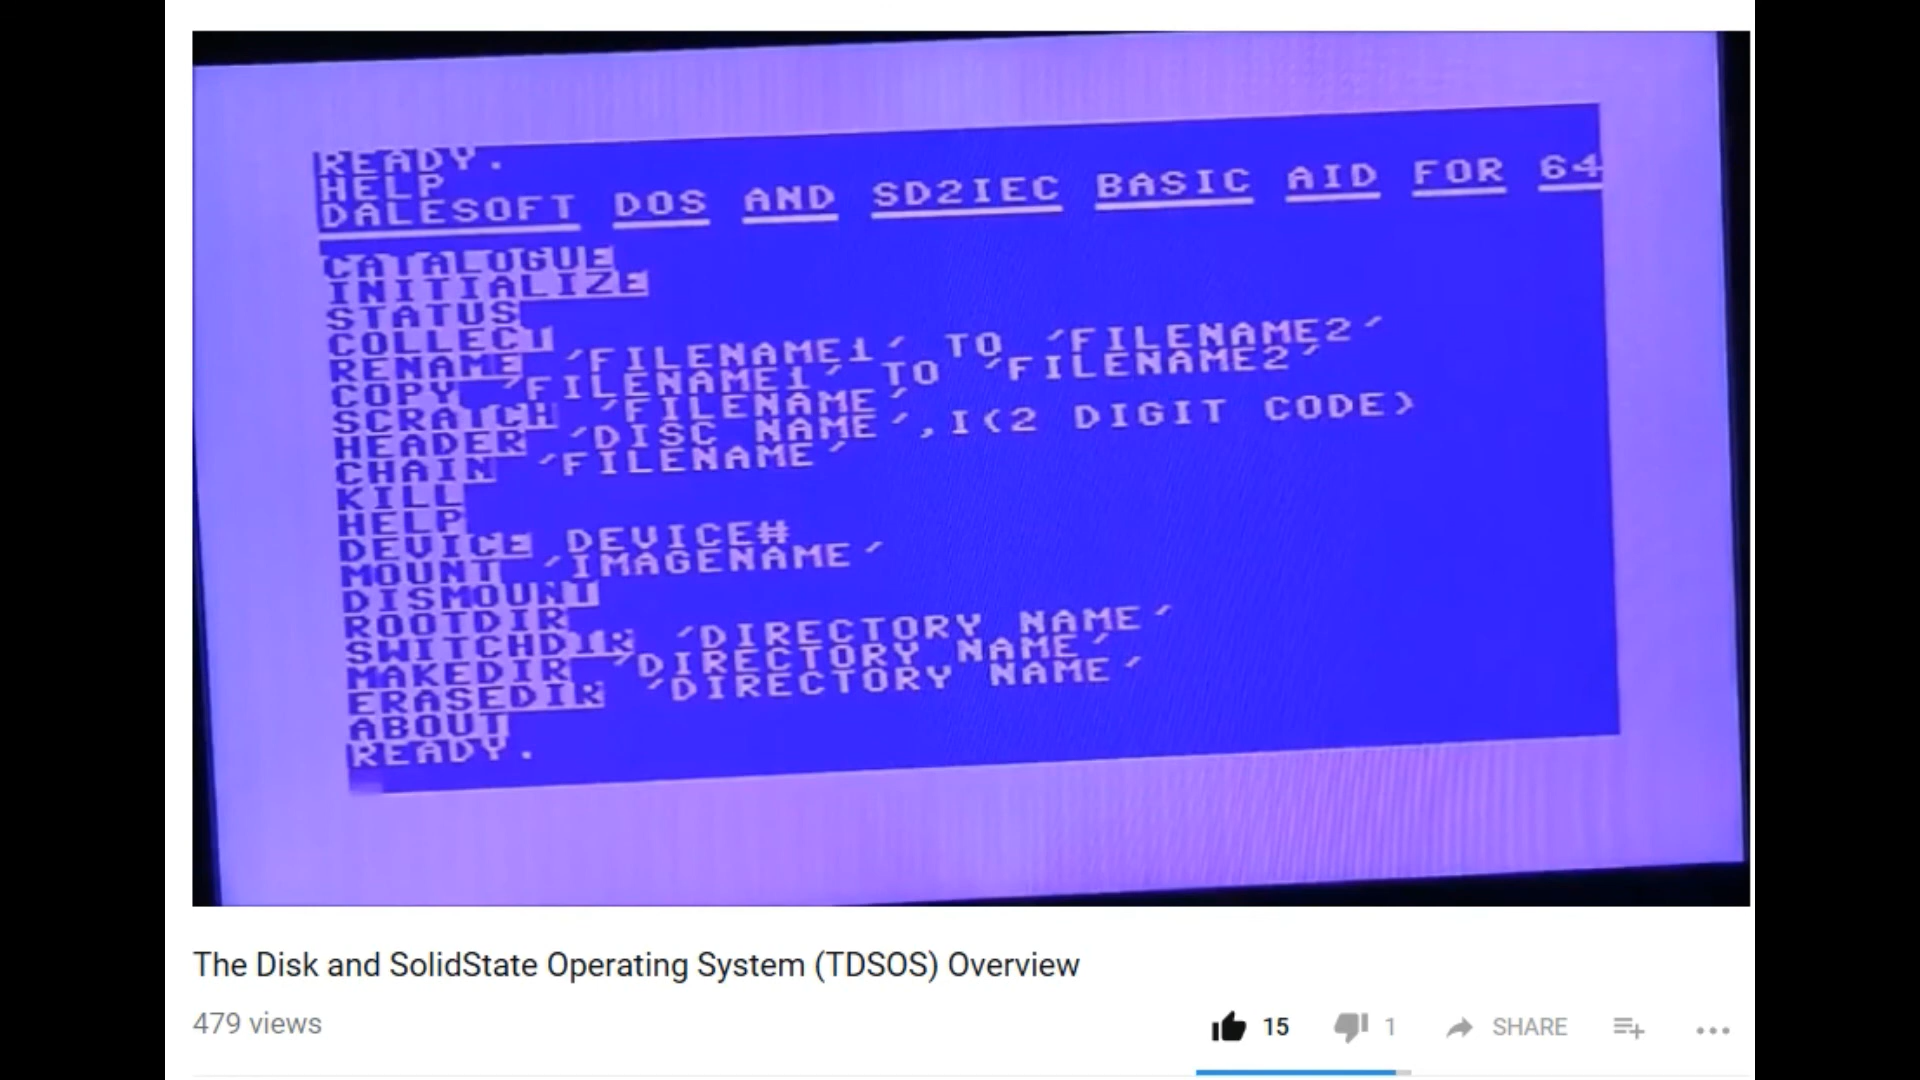 READY.
HELP
DALESOFT DOS AND SD2IEC BASIC AID FOR 64
CATALOGUE
INITIALIZE
STATUS
COLLECT
RENAME 'FILENAME1' TO 'FILENAME2'
COPY 'FILENAME1' TO 'FILENAME2'
SCRATCH 'FILENAME'
HEADER 'DISC NAME',I(2 DIGIT CODE)
CHAIN 'FILENAME'
KILL
HELP
DEVICE DEVICE#
MOUNT 'IMAGENAME'
DISMOUNT
ROOTDIR
SWITCHDIR 'DIRECTORY NAME'
MAKEDIR 'DIRECTORY NAME'
ERASEDIR 'DIRECTORY NAME'
ABOUT
READY.
The Disk and SolidState Operating System (TDSOS) Overview
479 views
15
1
SHARE